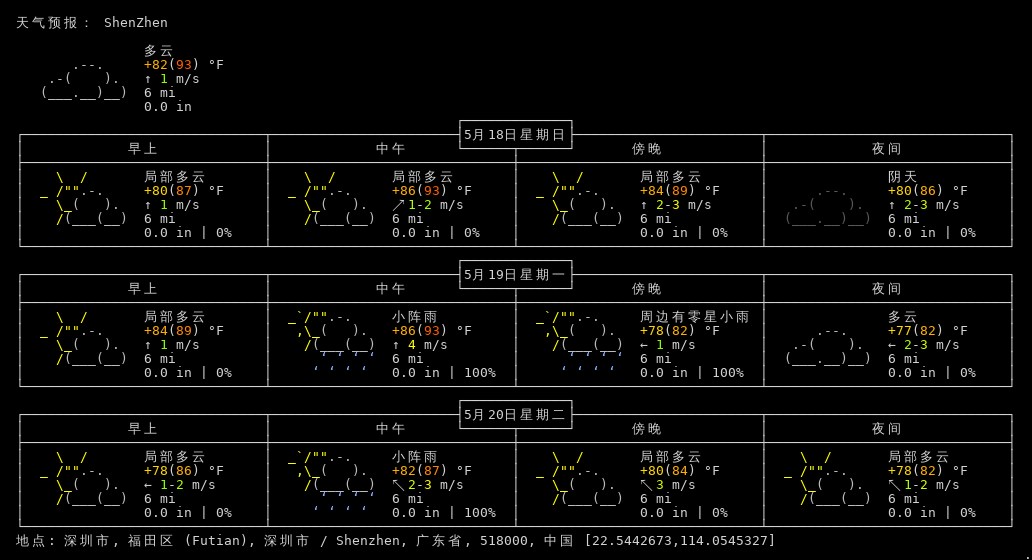 天气预报： ShenZhen
多云
+82(93) °F
↑ 1 m/s
6 mi
0.0 in
5月18日星期日
早上 中午 傍晚 夜间
局部多云 局部多云 局部多云 阴天
+80(87) °F +86(93) °F +84(89) °F +80(86) °F
↑ 1 m/s ↗ 1-2 m/s ↑ 2-3 m/s ↑ 2-3 m/s
6 mi 6 mi 6 mi 6 mi
0.0 in | 0% 0.0 in | 0% 0.0 in | 0% 0.0 in | 0%
5月19日星期一
早上 中午 傍晚 夜间
局部多云 小阵雨 周边有零星小雨 多云
+84(89) °F +86(93) °F +78(82) °F +77(82) °F
↑ 1 m/s ↑ 4 m/s ← 1 m/s ← 2-3 m/s
6 mi 6 mi 6 mi 6 mi
0.0 in | 0% 0.0 in | 100% 0.0 in | 100% 0.0 in | 0%
5月20日星期二
早上 中午 傍晚 夜间
局部多云 小阵雨 局部多云 局部多云
+78(86) °F +82(87) °F +80(84) °F +78(82) °F
← 1-2 m/s ↖ 2-3 m/s ↖ 3 m/s ↖ 1-2 m/s
6 mi 6 mi 6 mi 6 mi
0.0 in | 0% 0.0 in | 100% 0.0 in | 0% 0.0 in | 0%
地点: 深圳市, 福田区 (Futian), 深圳市 / Shenzhen, 广东省, 518000, 中国 [22.5442673,114.0545327]